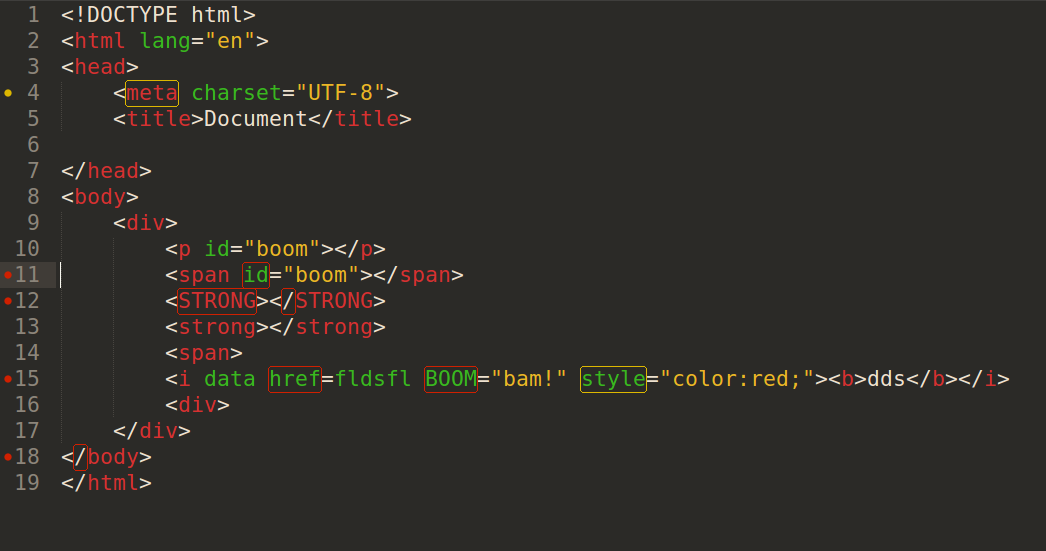 1 <!DOCTYPE html>
2 <html lang="en">
3 <head>
4     <meta charset="UTF-8">
5     <title>Document</title>
6
7 </head>
8 <body>
9     <div>
10         <p id="boom"></p>
11         <span id="boom"></span>
12         <STRONG></STRONG>
13         <strong></strong>
14         <span>
15         <i data href=fldsfl BOOM="bam!" style="color:red;"><b>dds</b></i>
16         <div>
17     </div>
18 </body>
19 </html>